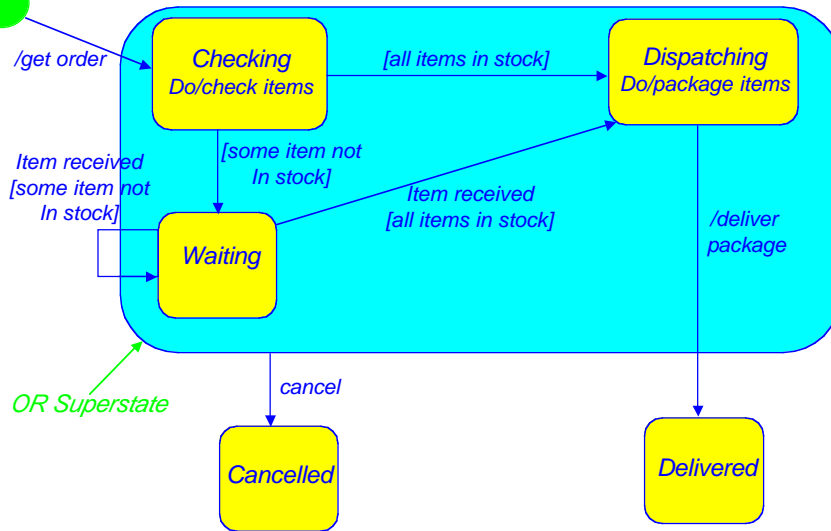 /get order
Checking
Do/check items
[all items in stock]
Dispatching
Do/package items
Item received
[some item not
In stock]
[some item not
In stock]
Item received
[all items in stock]
Waiting
/deliver
package
OR Superstate
cancel
Cancelled
Delivered